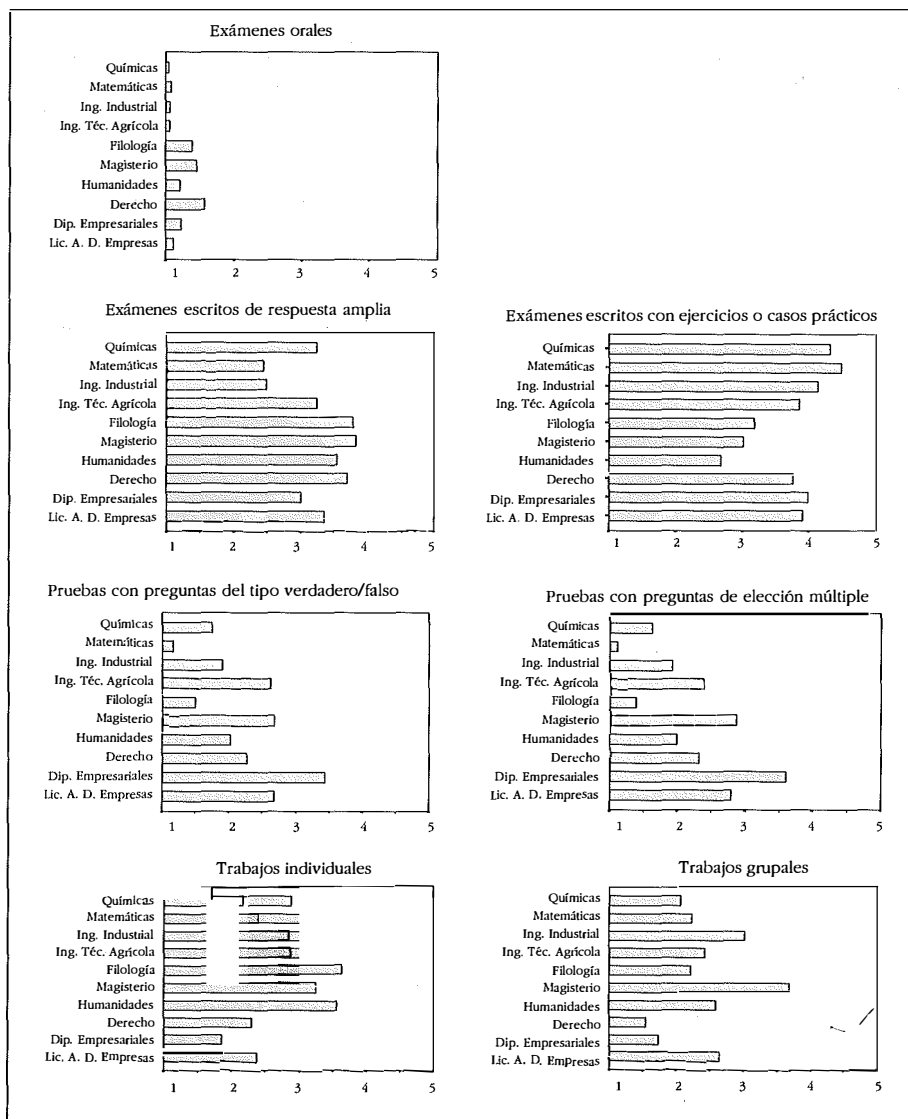 Exámenes orales
Químicas
Matemáticas
Ing. Industrial
Ing. Téc. Agrícola
Filología
Magisterio
Humanidades
Derecho
Dip. Empresariales
Lic. A. D. Empresas
1 2 3 4 5
Exámenes escritos de respuesta amplia
Químicas
Matemáticas
Ing. Industrial
Ing. Téc. Agrícola
Filología
Magisterio
Humanidades
Derecho
Dip. Empresariales
Lic. A. D. Empresas
1 2 3 4 5
Exámenes escritos con ejercicios o casos prácticos
Químicas
Matemáticas
Ing. Industrial
Ing. Téc. Agrícola
Filología
Magisterio
Humanidades
Derecho
Dip. Empresariales
Lic. A. D. Empresas
1 2 3 4 5
Pruebas con preguntas del tipo verdadero/falso
Químicas
Matemáticas
Ing. Industrial
Ing. Téc. Agrícola
Filología
Magisterio
Humanidades
Derecho
Dip. Empresariales
Lic. A. D. Empresas
1 2 3 4 5
Pruebas con preguntas de elección múltiple
Químicas
Matemáticas
Ing. Industrial
Ing. Téc. Agrícola
Filología
Magisterio
Humanidades
Derecho
Dip. Empresariales
Lic. A. D. Empresas
1 2 3 4 5
Trabajos individuales
Químicas
Matemáticas
Ing. Industrial
Ing. Téc. Agrícola
Filología
Magisterio
Humanidades
Derecho
Dip. Empresariales
Lic. A. D. Empresas
1 2 3 4 5
Trabajos grupales
Químicas
Matemáticas
Ing. Industrial
Ing. Téc. Agrícola
Filología
Magisterio
Humanidades
Derecho
Dip. Empresariales
Lic. A. D. Empresas
1 2 3 4 5